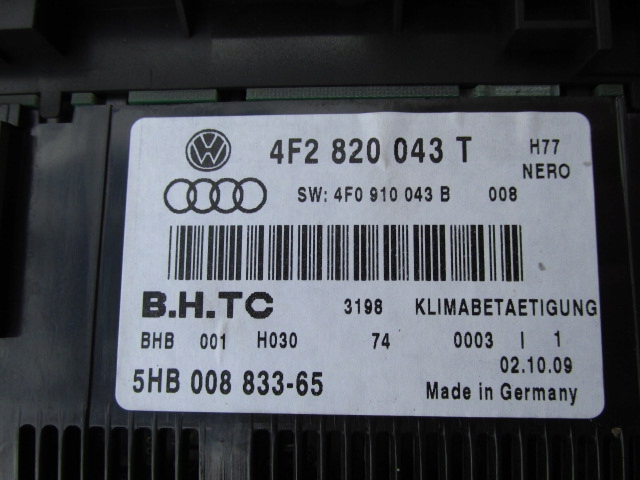 4F2 820 043 T H77
NERO
SW: 4F0 910 043 B 008
B.H.TC 3198 KLIMABETAETIGUNG
BHB 001 H030 74 0003 I 1
02.10.09
5HB 008 833-65 Made in Germany